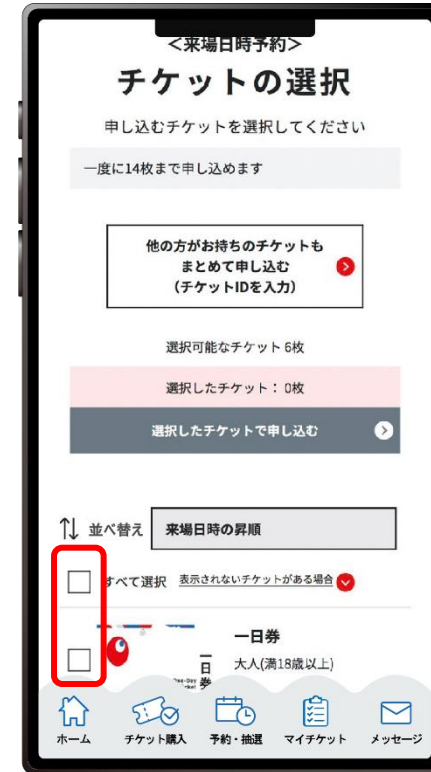 <来場日時予約>
チケットの選択
申し込むチケットを選択してください
一度に14枚まで申し込めます
他の方がお持ちのチケットも
まとめて申し込む
(チケットIDを入力)
選択可能なチケット 6枚
選択したチケット: 0枚
選択したチケットで申し込む
並べ替え 来場日時の昇順
すべて選択 表示されないチケットがある場合
一日券
大人(満18歳以上)
一日券
ホーム チケット購入 予約・抽選 マイチケット メッセージ